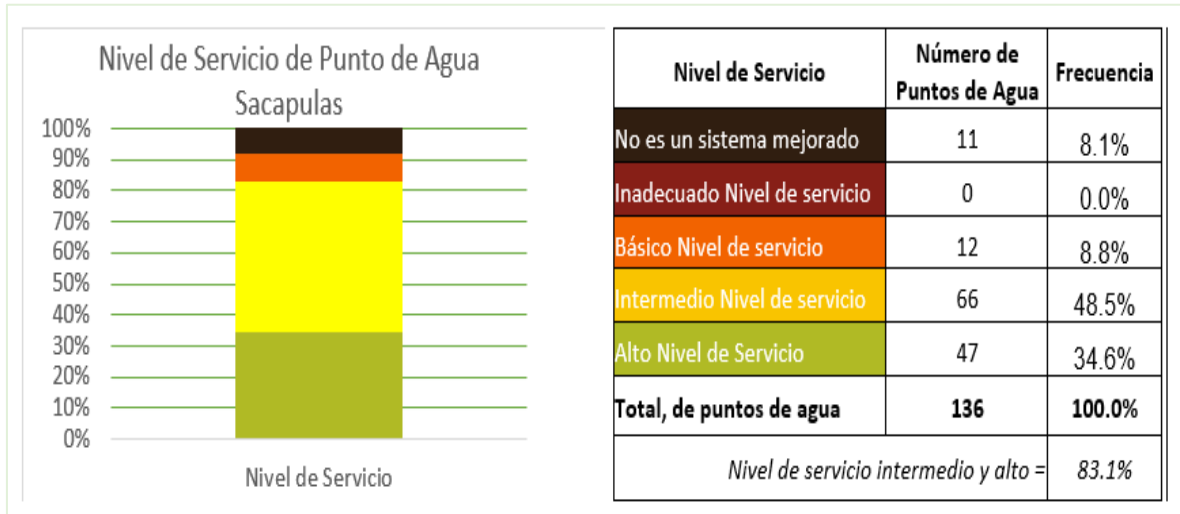 Nivel de Servicio de Punto de Agua
Sacapulas
100%
90%
80%
70%
60%
50%
40%
30%
20%
10%
0%
Nivel de Servicio
Nivel de Servicio Número de Puntos de Agua Frecuencia
No es un sistema mejorado 11 8.1%
Inadecuado Nivel de servicio 0 0.0%
Básico Nivel de servicio 12 8.8%
Intermedio Nivel de servicio 66 48.5%
Alto Nivel de Servicio 47 34.6%
Total, de puntos de agua 136 100.0%
Nivel de servicio intermedio y alto = 83.1%